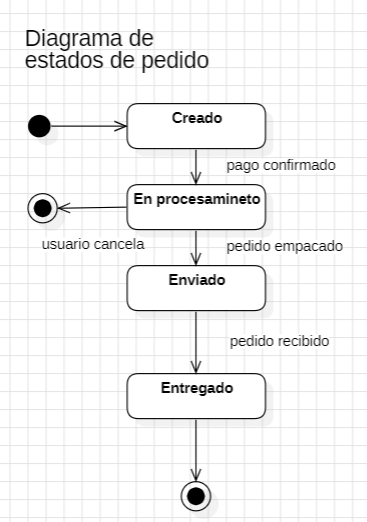 Diagrama de
estados de pedido
Creado
pago confirmado
En procesamineto
usuario cancela
pedido empacado
Enviado
pedido recibido
Entregado